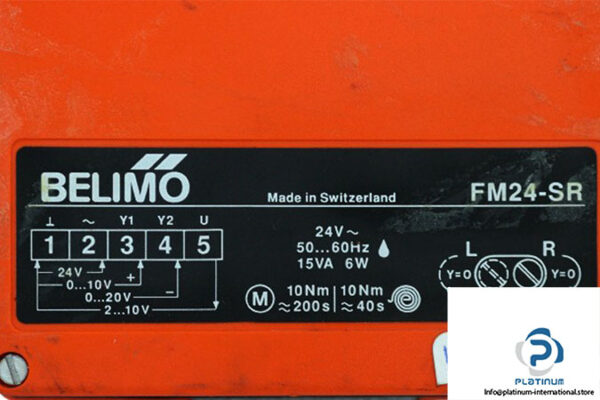 BELIMO
Made in Switzerland
FM24-SR
⊥ ~ Y1 Y2 U
1 2 3 4 5
24V
0...10V +
0...20V −
2...10V
24V~
50...60Hz
15VA 6W
M
10Nm 10Nm
≈200s ≈40s
L R
Y=0 Y=0
PLATINUM
Info@platinum-international.store